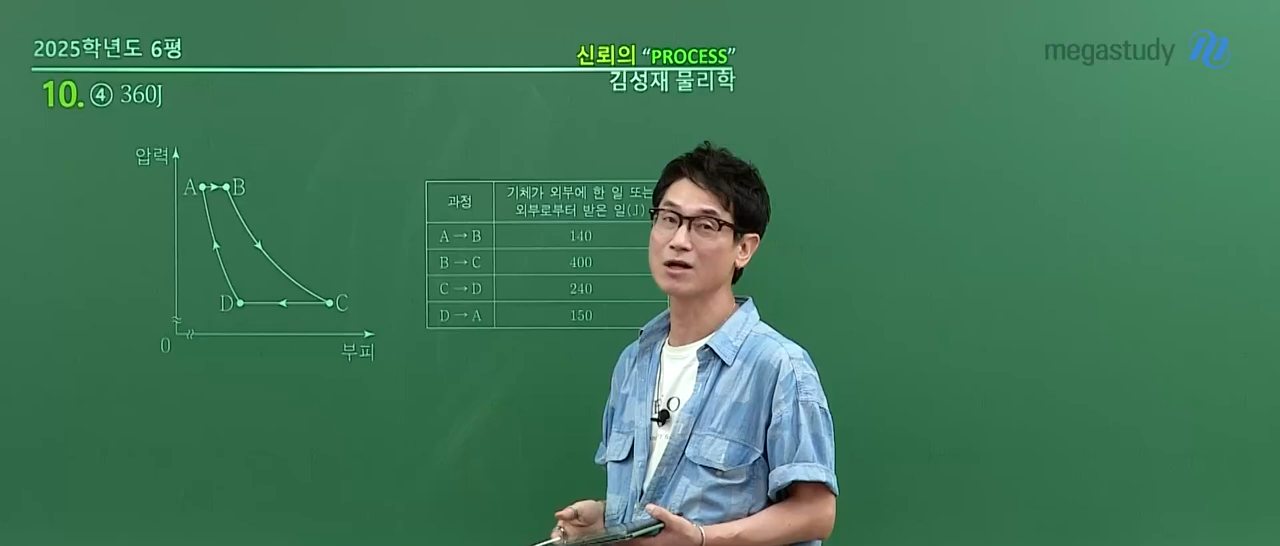 2025학년도 6평
신뢰의 “PROCESS”
김성재 물리학
megastudy
10. ④ 360J
압력
A
B
D
C
0
부피
과정
기체가 외부에 한 일 또는
외부로부터 받은 일(J)
A → B 140
B → C 400
C → D 240
D → A 150